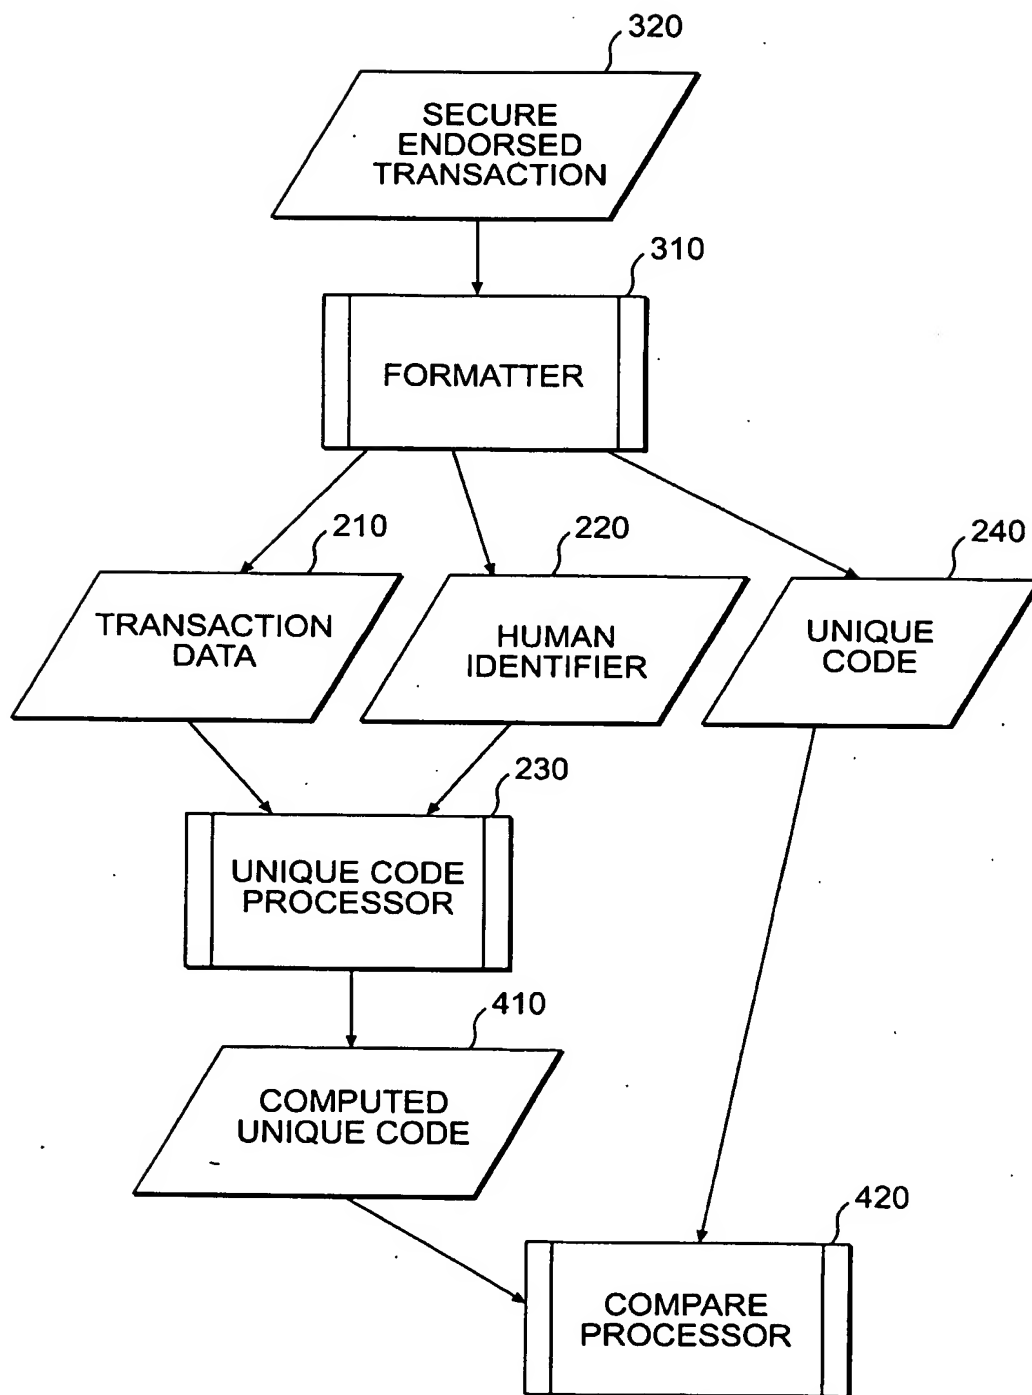 320
SECURE
ENDORSED
TRANSACTION
310
FORMATTER
210
220
240
TRANSACTION
DATA
HUMAN
IDENTIFIER
UNIQUE
CODE
230
UNIQUE CODE
PROCESSOR
410
COMPUTED
UNIQUE CODE
420
COMPARE
PROCESSOR